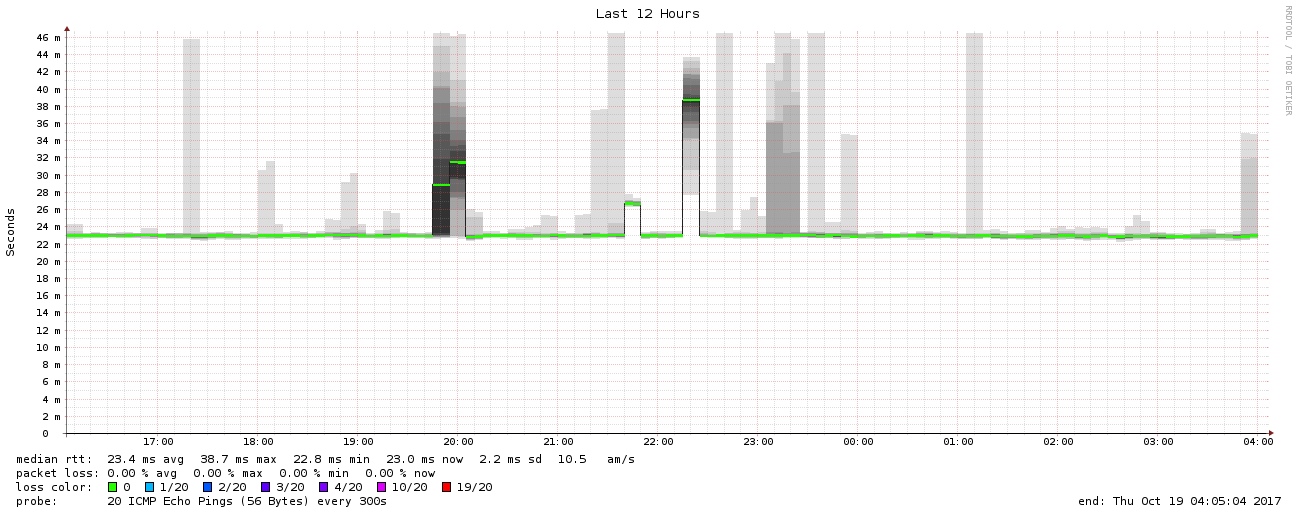 Last 12 Hours
RRDTOOL / TOBI OETIKER
Seconds
46 m
44 m
42 m
40 m
38 m
36 m
34 m
32 m
30 m
28 m
26 m
24 m
22 m
20 m
18 m
16 m
14 m
12 m
10 m
8 m
6 m
4 m
2 m
0
17:00 18:00 19:00 20:00 21:00 22:00 23:00 00:00 01:00 02:00 03:00 04:00
median rtt: 23.4 ms avg 38.7 ms max 22.8 ms min 23.0 ms now 2.2 ms sd 10.5 am/s
packet loss: 0.00 % avg 0.00 % max 0.00 % min 0.00 % now
loss color: 0 1/20 2/20 3/20 4/20 10/20 19/20
probe: 20 ICMP Echo Pings (56 Bytes) every 300s end: Thu Oct 19 04:05:04 2017